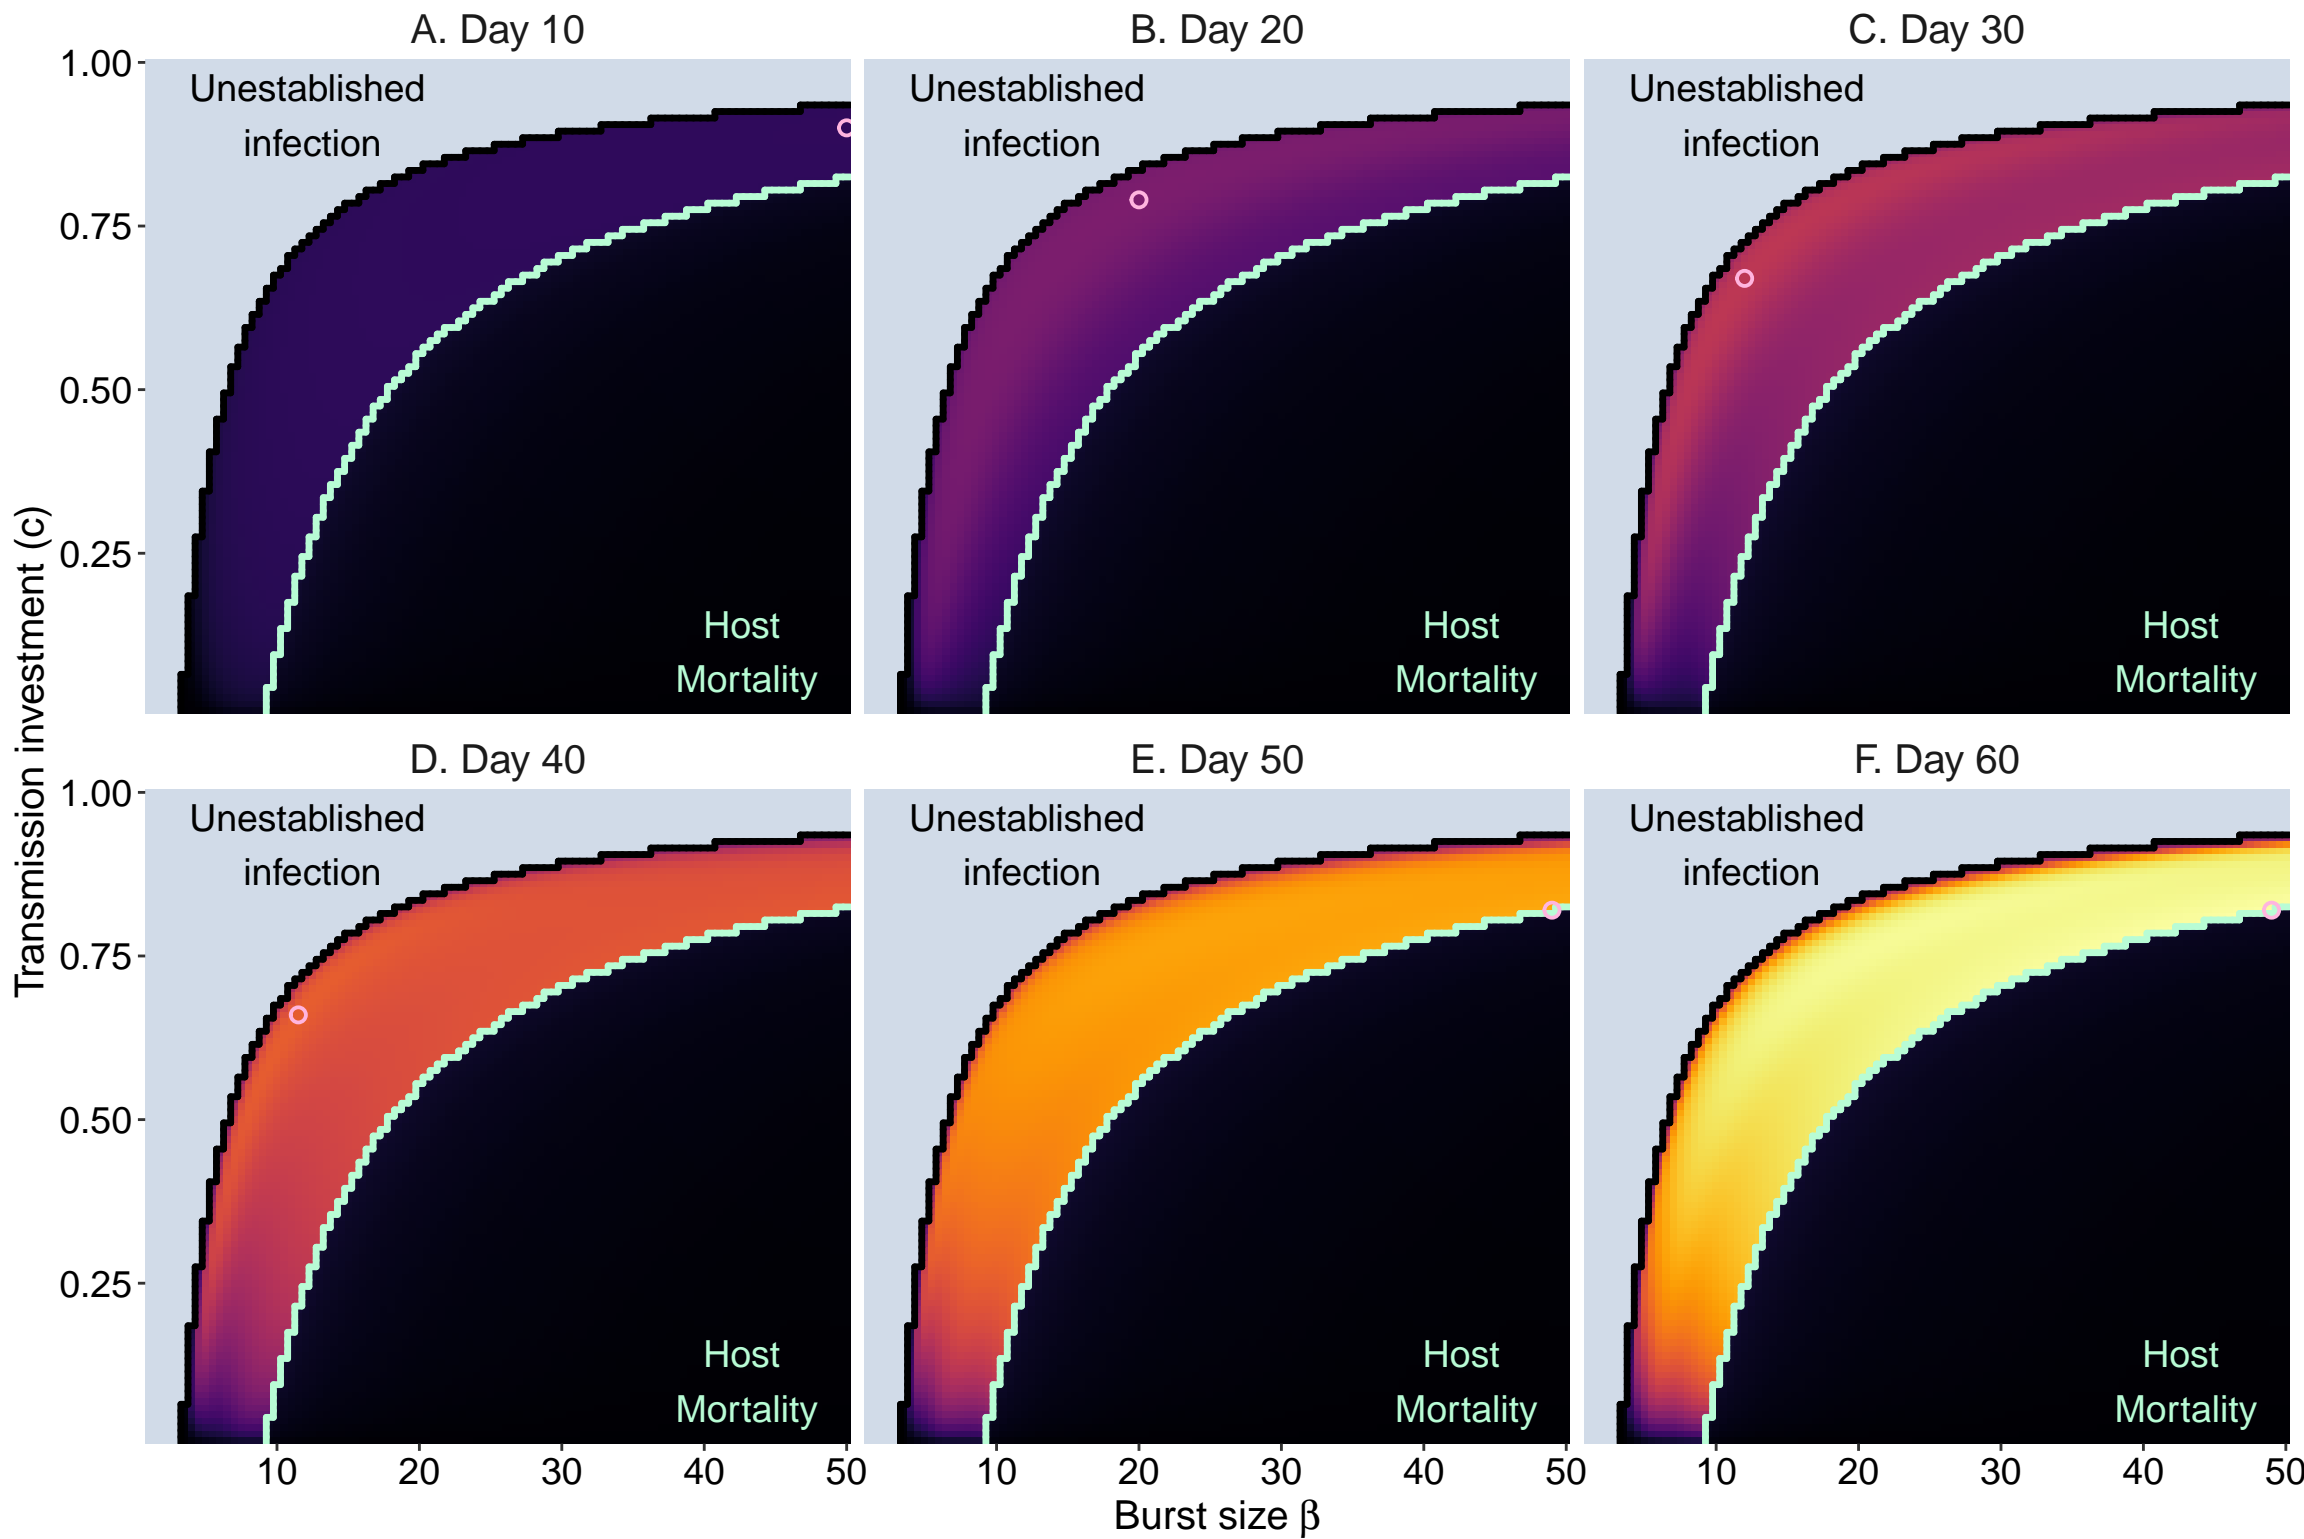 A. Day 10
B. Day 20
C. Day 30
1.00
0.75
0.50
0.25
Unestablished
infection
Host
Mortality
Unestablished
infection
Host
Mortality
Unestablished
infection
Host
Mortality
D. Day 40
E. Day 50
F. Day 60
1.00
0.75
0.50
0.25
Unestablished
infection
Host
Mortality
Unestablished
infection
Host
Mortality
Unestablished
infection
Host
Mortality
10 20 30 40 50
10 20 30 40 50
10 20 30 40 50
Transmission investment (c)
Burst size β